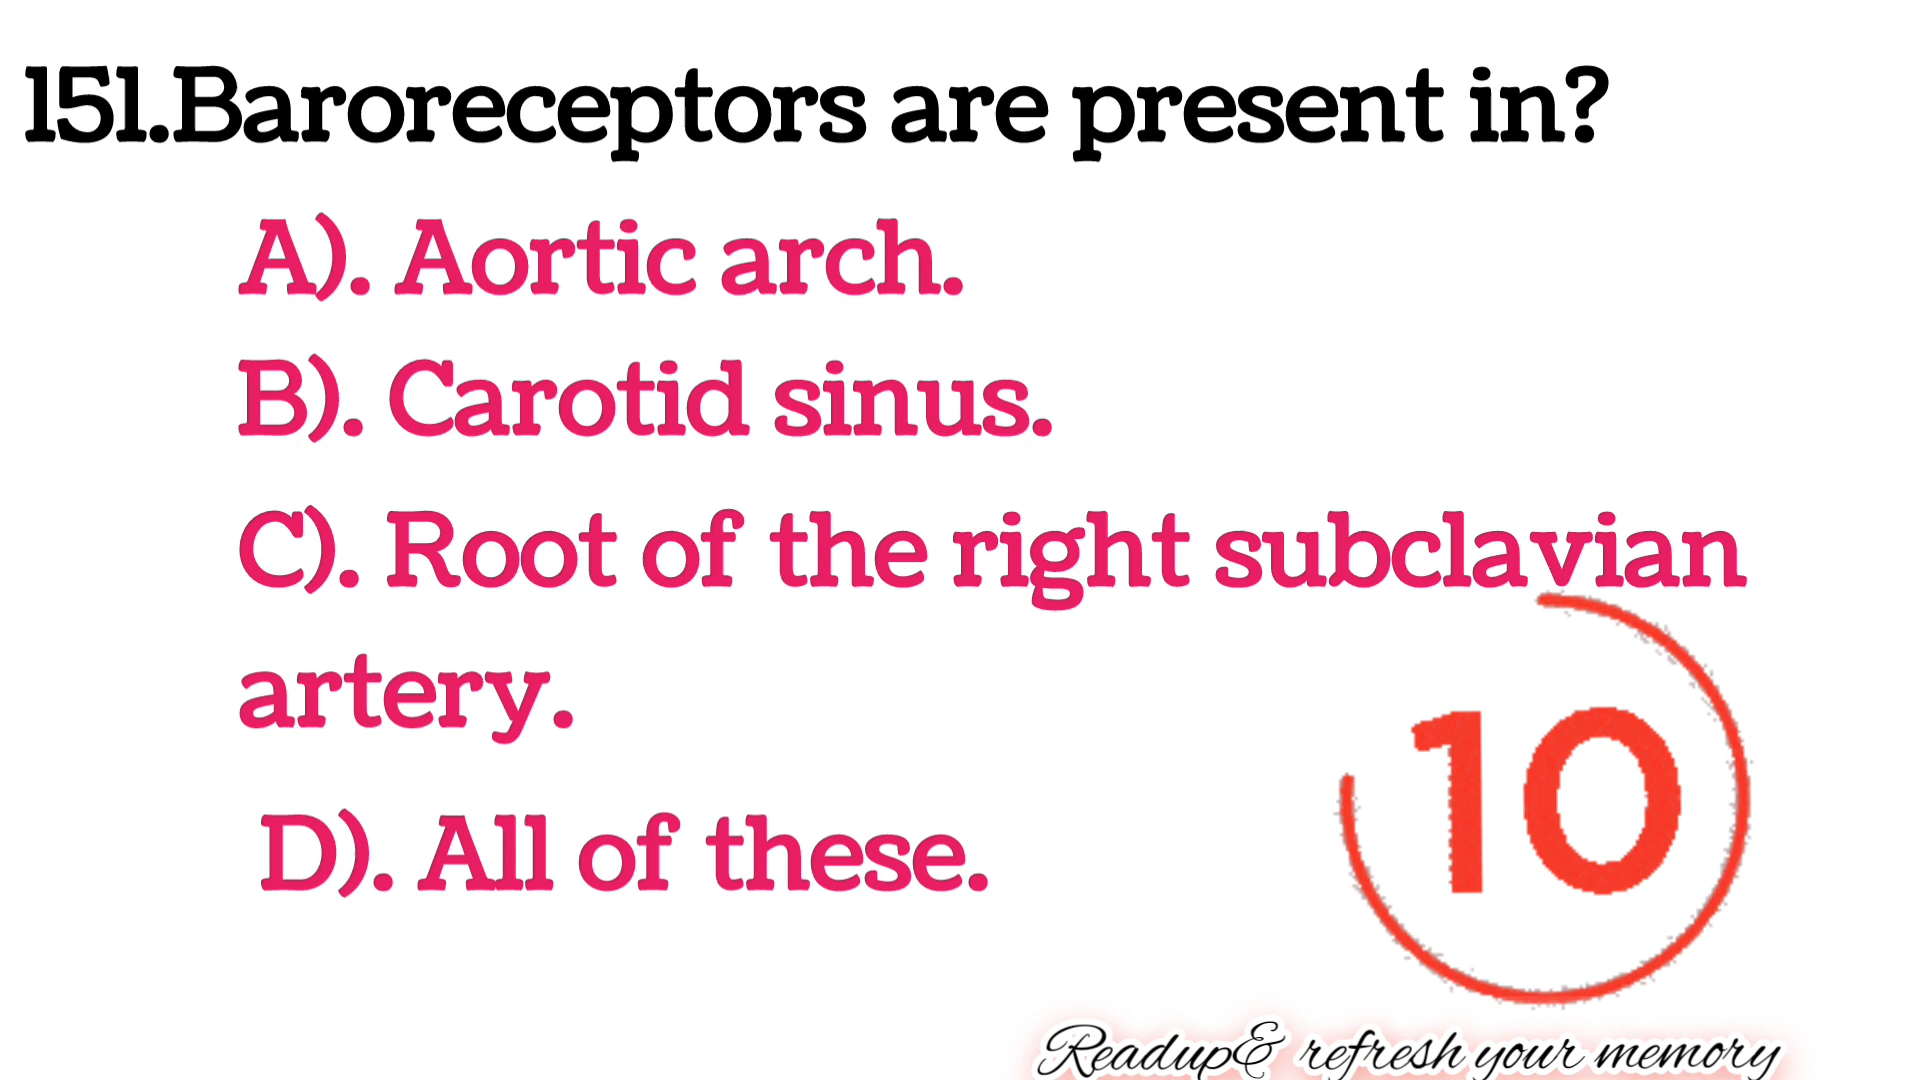 151.Baroreceptors are present in?
A). Aortic arch.
B). Carotid sinus.
C). Root of the right subclavian
artery.
D). All of these.
10
Readup& refresh your memory